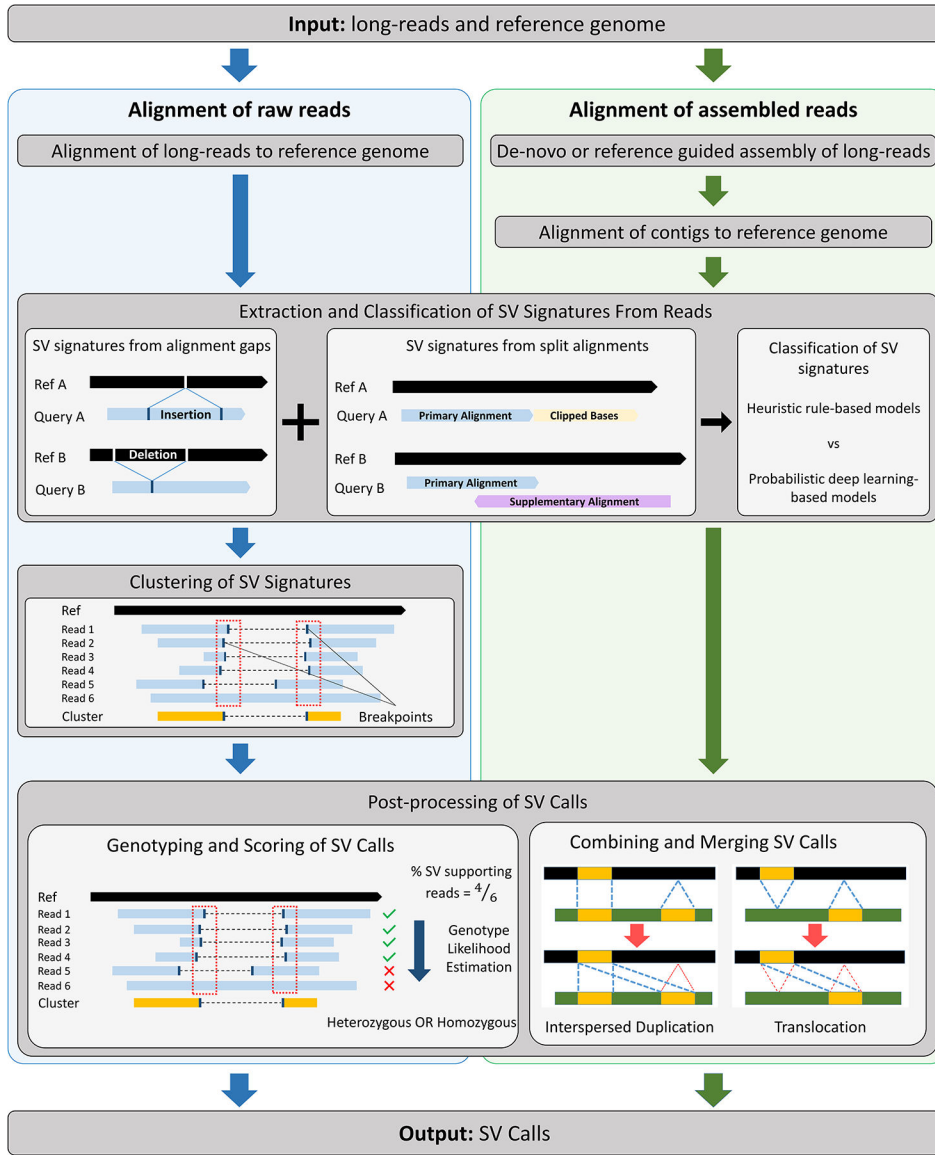 Input: long-reads and reference genome
Alignment of raw reads
Alignment of long-reads to reference genome
Alignment of assembled reads
De-novo or reference guided assembly of long-reads
Alignment of contigs to reference genome
Extraction and Classification of SV Signatures From Reads
SV signatures from alignment gaps
Ref A
Query A
Insertion
Ref B
Deletion
Query B
SV signatures from split alignments
Ref A
Query A
Primary Alignment
Clipped Bases
Ref B
Query B
Primary Alignment
Supplementary Alignment
Classification of SV
signatures
Heuristic rule-based models
vs
Probabilistic deep learning-
based models
Clustering of SV Signatures
Ref
Read 1
Read 2
Read 3
Read 4
Read 5
Read 6
Cluster
Breakpoints
Post-processing of SV Calls
Genotyping and Scoring of SV Calls
Ref
Read 1
Read 2
Read 3
Read 4
Read 5
Read 6
Cluster
% SV supporting
reads = 4/6
Genotype
Likelihood
Estimation
Heterozygous OR Homozygous
Combining and Merging SV Calls
Interspersed Duplication
Translocation
Output: SV Calls